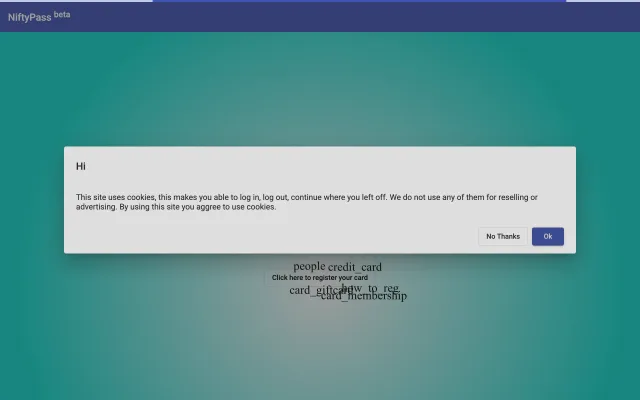 NiftyPass beta
Hi
This site uses cookies, this makes you able to log in, log out, continue where you left off. We do not use any of them for reselling or
advertising. By using this site you aggree to use cookies.
No Thanks Ok
people credit_card
Click here to register your card
card_giftcard how_to_reg
card_membership